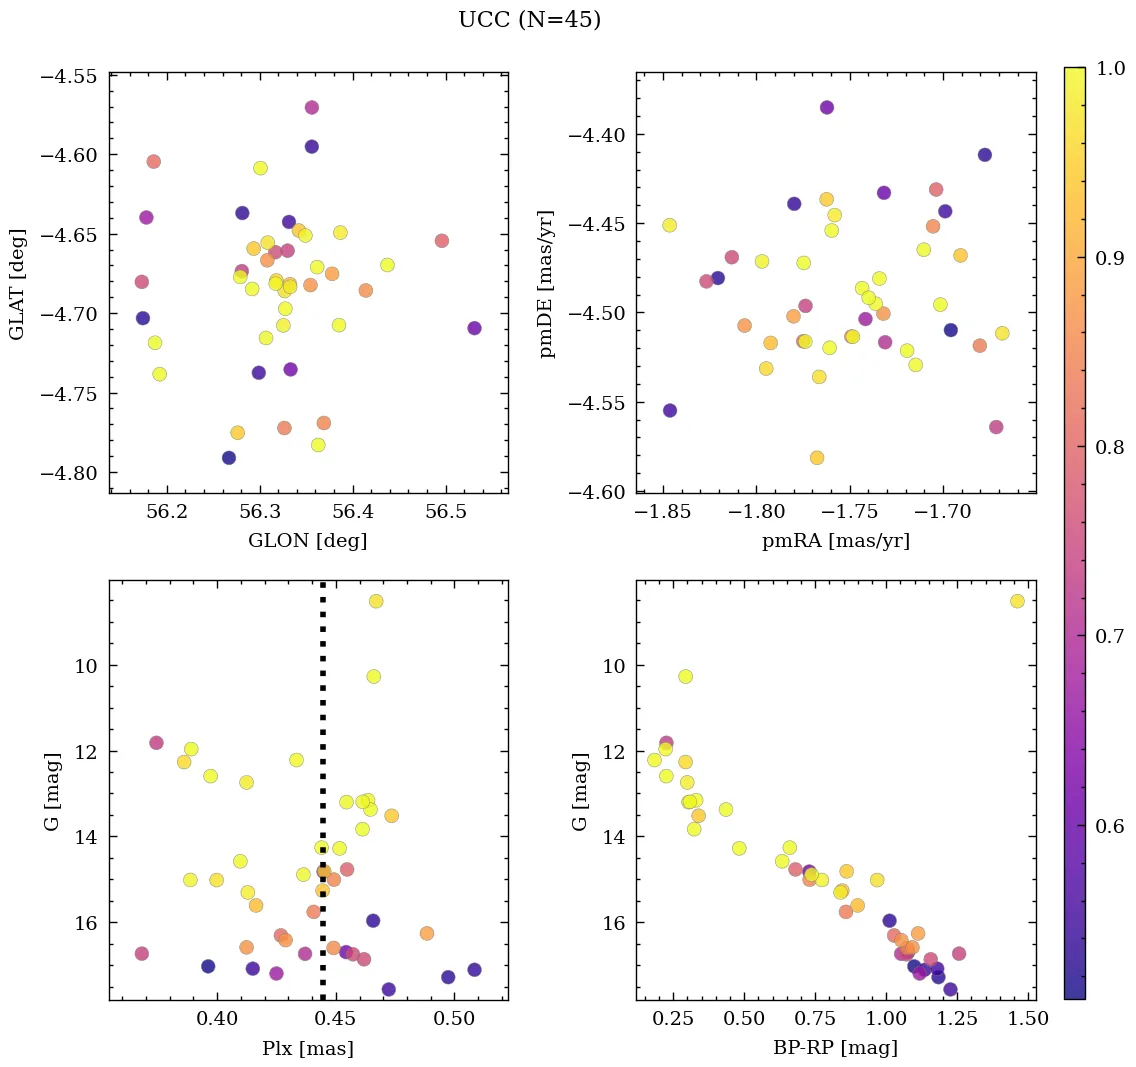 UCC (N=45)
−4.55
−4.60
−4.65
−4.70
−4.75
−4.80
GLAT [deg]
56.2 56.3 56.4 56.5
GLON [deg]
−4.40
−4.45
−4.50
−4.55
−4.60
pmDE [mas/yr]
−1.85 −1.80 −1.75 −1.70
pmRA [mas/yr]
10
12
14
16
G [mag]
0.40 0.45 0.50
Plx [mas]
10
12
14
16
G [mag]
0.25 0.50 0.75 1.00 1.25 1.50
BP-RP [mag]
1.0
0.9
0.8
0.7
0.6